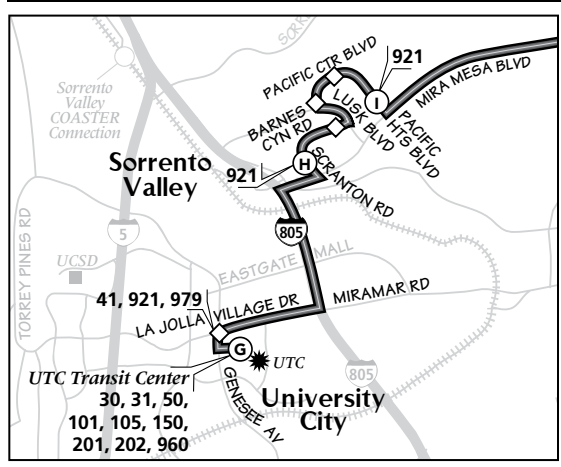 921
PACIFIC CTR BLVD
MIRA MESA BLVD
I
Sorrento
Valley
COASTER
Connection
LUSK BLVD
BARNES
CYN RD
PACIFIC
HTS BLVD
Sorrento
Valley
921
H
SCRANTON RD
TORREY PINES RD
5
805
UCSD
EASTGATE MALL
41, 921, 979
LA JOLLA VILLAGE DR
MIRAMAR RD
G
UTC
UTC Transit Center
30, 31, 50,
101, 105, 150,
201, 202, 960
GENESEE AV
University
City
805